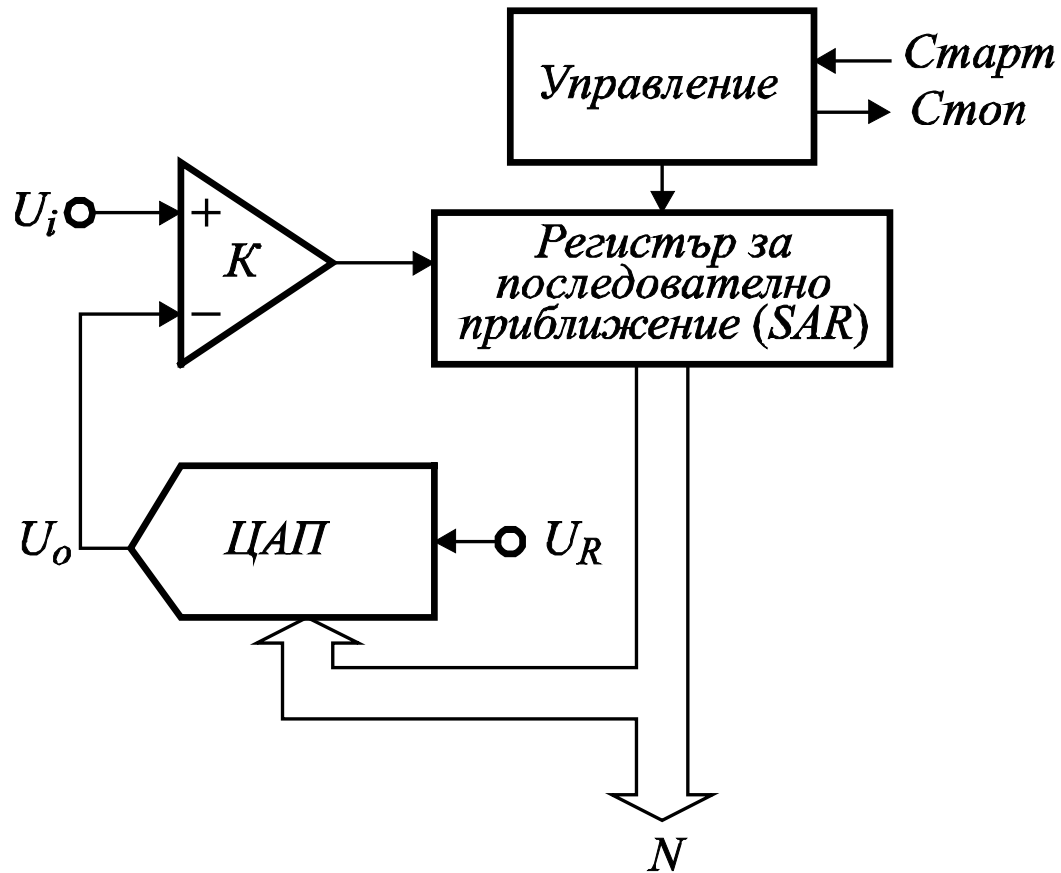 Управление
Старт
Стоп
Ui
+
К
−
Регистър за
последователно
приближение (SAR)
Uo
ЦАП
UR
N